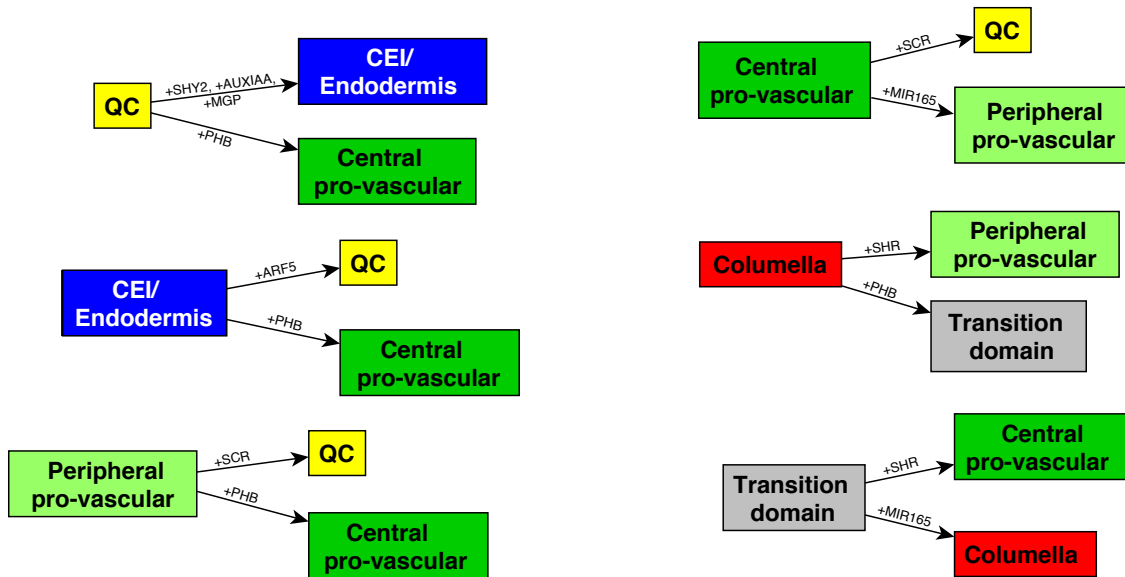 QC
+SHY2, +AUXIAA,
+MGP
CEI/
Endodermis
+PHB
Central
pro-vascular
CEI/
Endodermis
+ARF5
QC
+PHB
Central
pro-vascular
Peripheral
pro-vascular
+SCR
QC
+PHB
Central
pro-vascular
Central
pro-vascular
+SCR
QC
+MIR165
Peripheral
pro-vascular
Columella
+SHR
Peripheral
pro-vascular
+PHB
Transition
domain
Transition
domain
+SHR
Central
pro-vascular
+MIR165
Columella